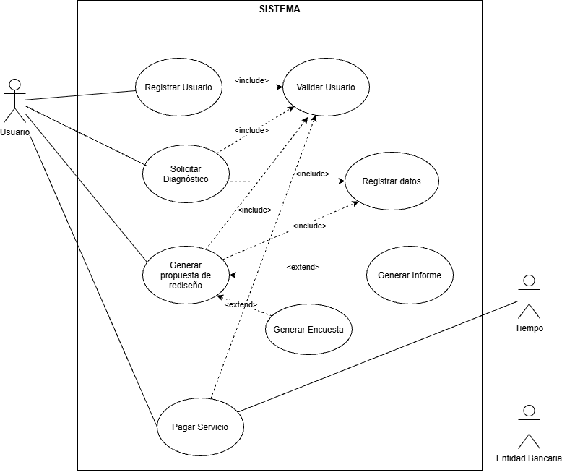 SISTEMA
Registrar Usuario
<include>
Validar Usuario
Usuario
<include>
Solicitar
Diagnóstico
<include>
Registrar datos
<include>
<include>
Generar
propuesta de
rediseño
<extend>
Generar Informe
<extend>
Generar Encuesta
Tiempo
Pagar Servicio
Entidad Bancaria